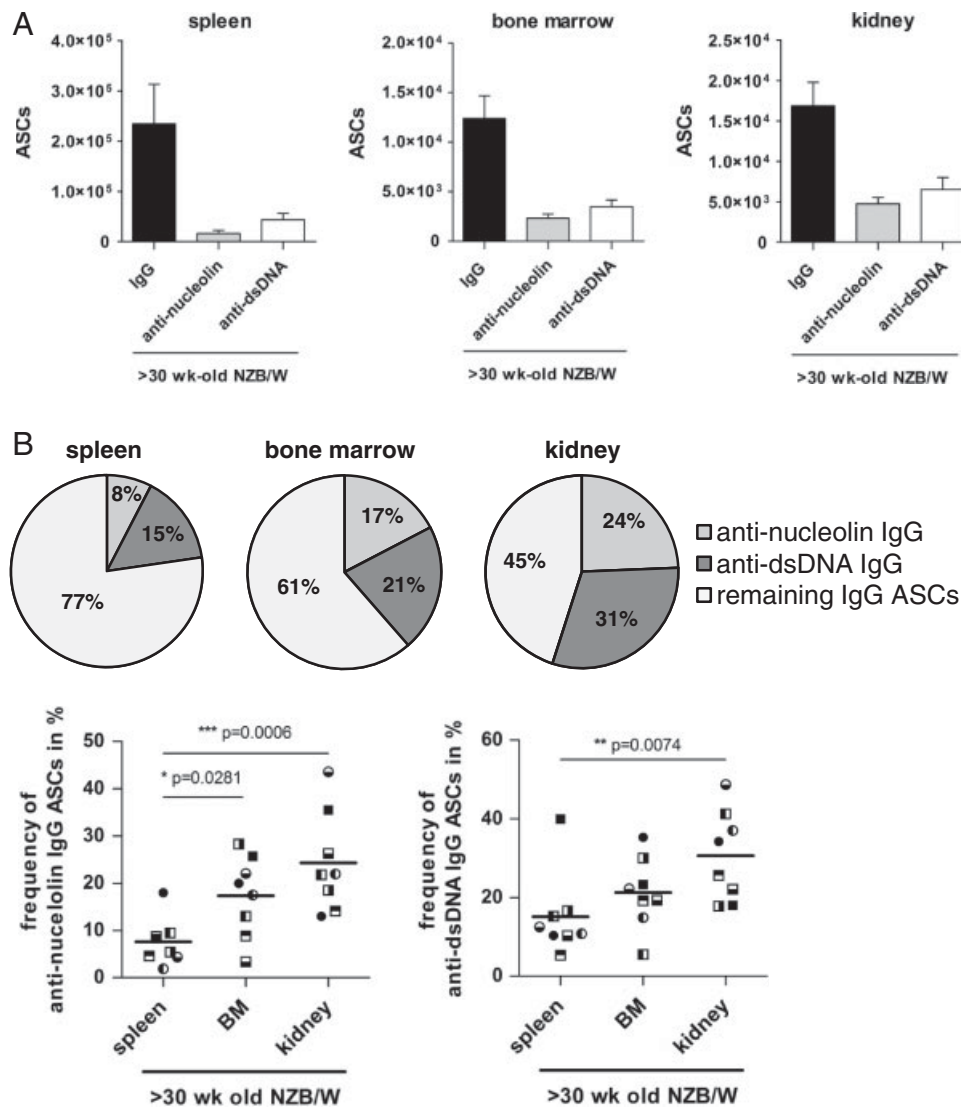 A
spleen
ASCs
4.0×10⁵
3.0×10⁵
2.0×10⁵
1.0×10⁵
0
IgG
anti-nucleolin
anti-dsDNA
>30 wk-old NZB/W
bone marrow
ASCs
2.0×10⁴
1.5×10⁴
1.0×10⁴
5.0×10³
0
IgG
anti-nucleolin
anti-dsDNA
>30 wk-old NZB/W
kidney
ASCs
2.5×10⁴
2.0×10⁴
1.5×10⁴
1.0×10⁴
5.0×10³
0
IgG
anti-nucleolin
anti-dsDNA
>30 wk-old NZB/W
B
spleen
8%
15%
77%
bone marrow
17%
21%
61%
kidney
24%
31%
45%
anti-nucleolin IgG
anti-dsDNA IgG
remaining IgG ASCs
frequency of
anti-nucelolin IgG ASCs in %
50
40
30
20
10
0
*** p=0.0006
* p=0.0281
spleen
BM
kidney
>30 wk old NZB/W
frequency of
anti-dsDNA IgG ASCs in %
60
40
20
0
** p=0.0074
spleen
BM
kidney
>30 wk old NZB/W